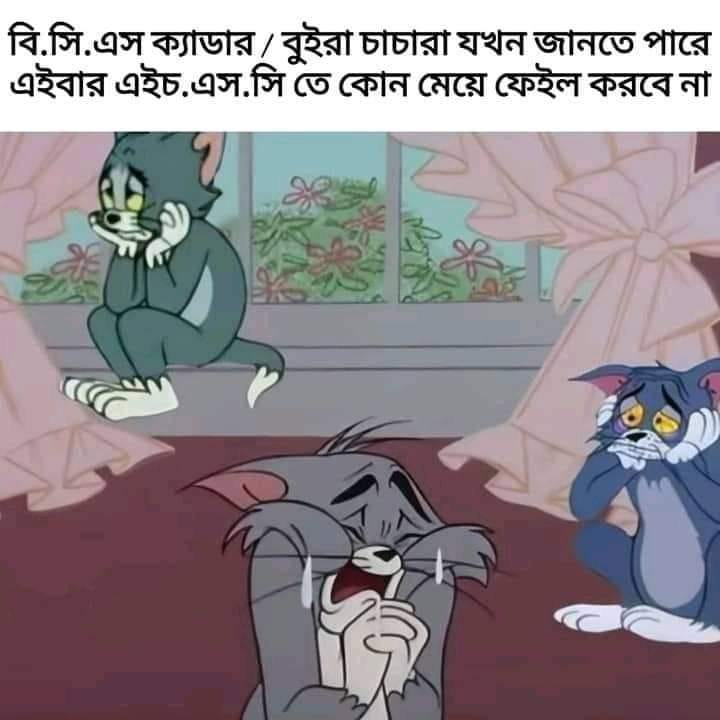 বি.সি.এস ক্যাডার / বুইরা চাচারা যখন জানতে পারে
এইবার এইচ.এস.সি তে কোন মেয়ে ফেইল করবে না